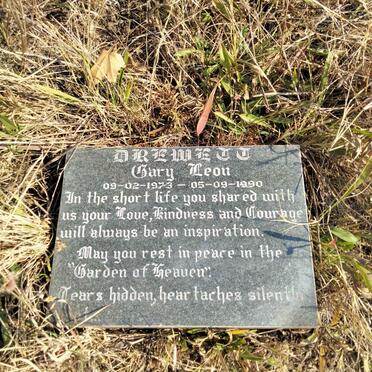 DREWETT
Gary Leon
09-02-1973 - 05-09-1990
In the short life you shared with
us your Love, Kindness and Courage
will always be an inspiration.
May you rest in peace in the
"Garden of Heaven".
Tears hidden, heartaches silent